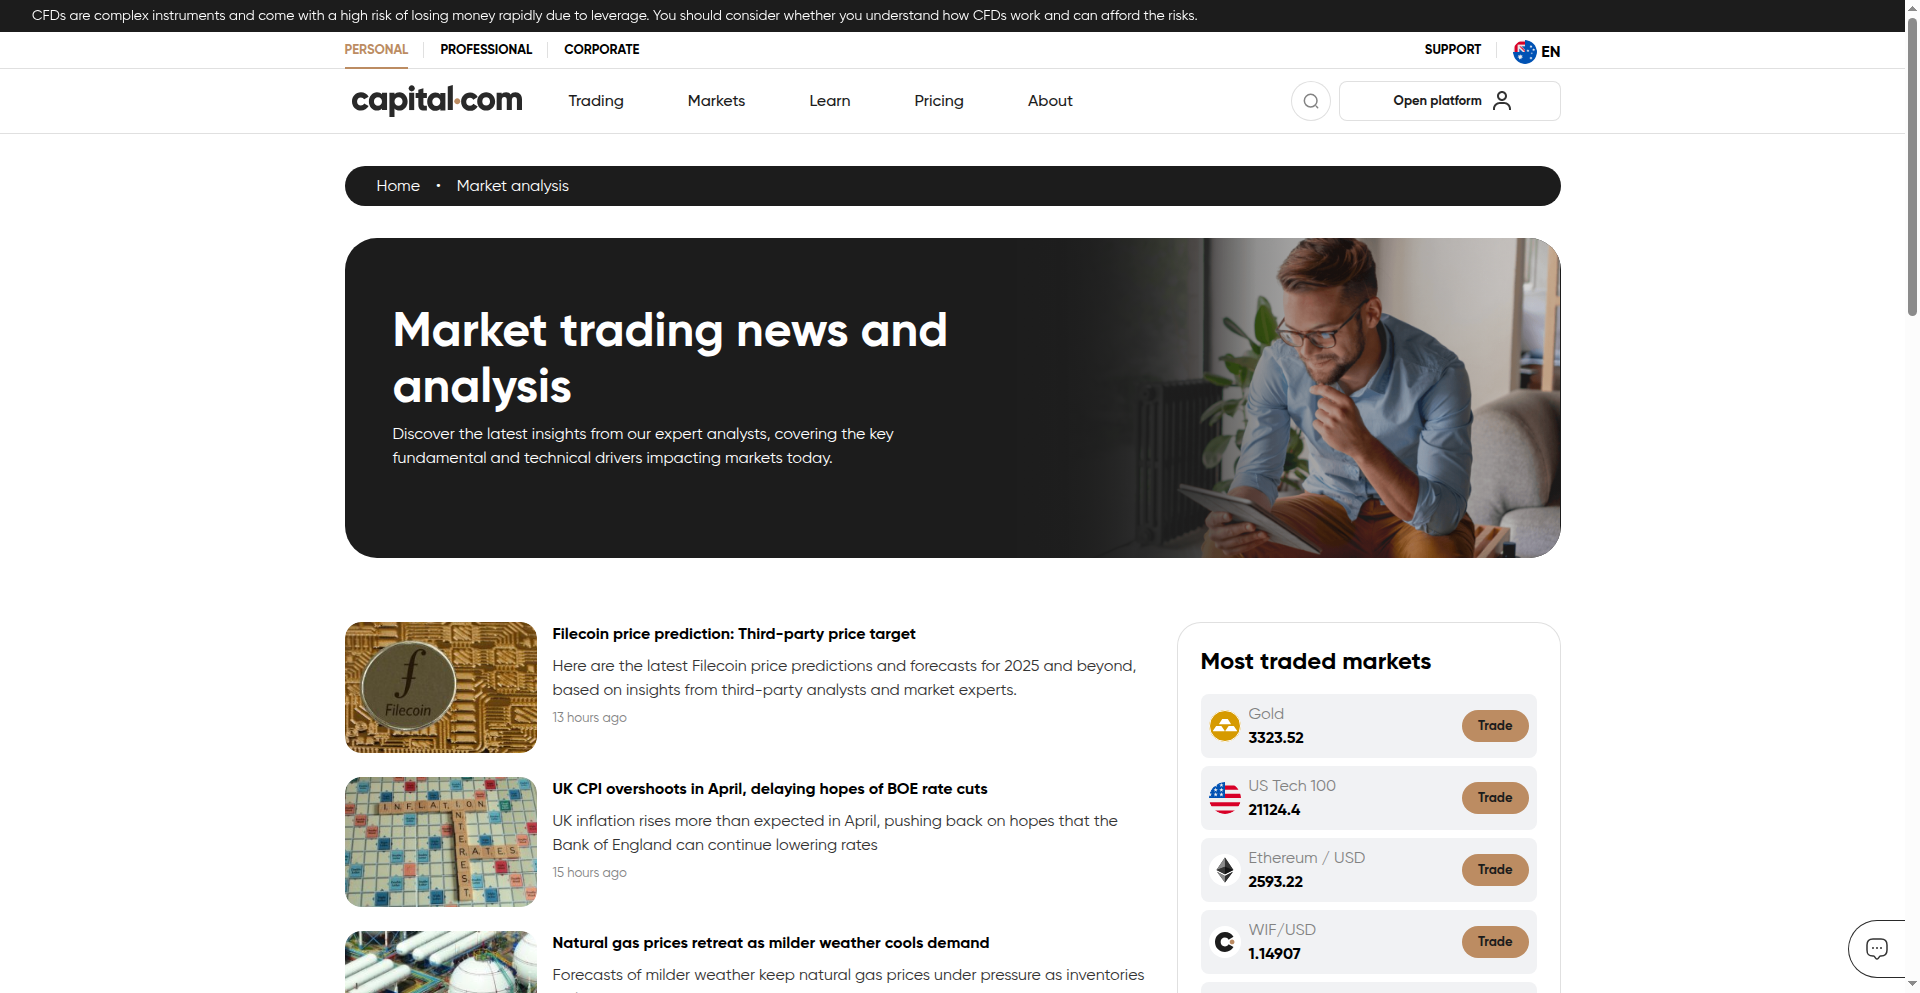 CFDs are complex instruments and come with a high risk of losing money rapidly due to leverage. You should consider whether you understand how CFDs work and can afford the risks.
PERSONAL
PROFESSIONAL
CORPORATE
SUPPORT
EN
capital.com
Trading
Markets
Learn
Pricing
About
Open platform
Home • Market analysis
Market trading news and
analysis
Discover the latest insights from our expert analysts, covering the key
fundamental and technical drivers impacting markets today.
Filecoin
Filecoin price prediction: Third-party price target
Here are the latest Filecoin price predictions and forecasts for 2025 and beyond,
based on insights from third-party analysts and market experts.
13 hours ago
INFLATION
INTEREST
RATES
UK CPI overshoots in April, delaying hopes of BOE rate cuts
UK inflation rises more than expected in April, pushing back on hopes that the
Bank of England can continue lowering rates
15 hours ago
Natural gas prices retreat as milder weather cools demand
Forecasts of milder weather keep natural gas prices under pressure as inventories
Most traded markets
Gold
3323.52
Trade
US Tech 100
21124.4
Trade
Ethereum / USD
2593.22
Trade
WIF/USD
1.14907
Trade